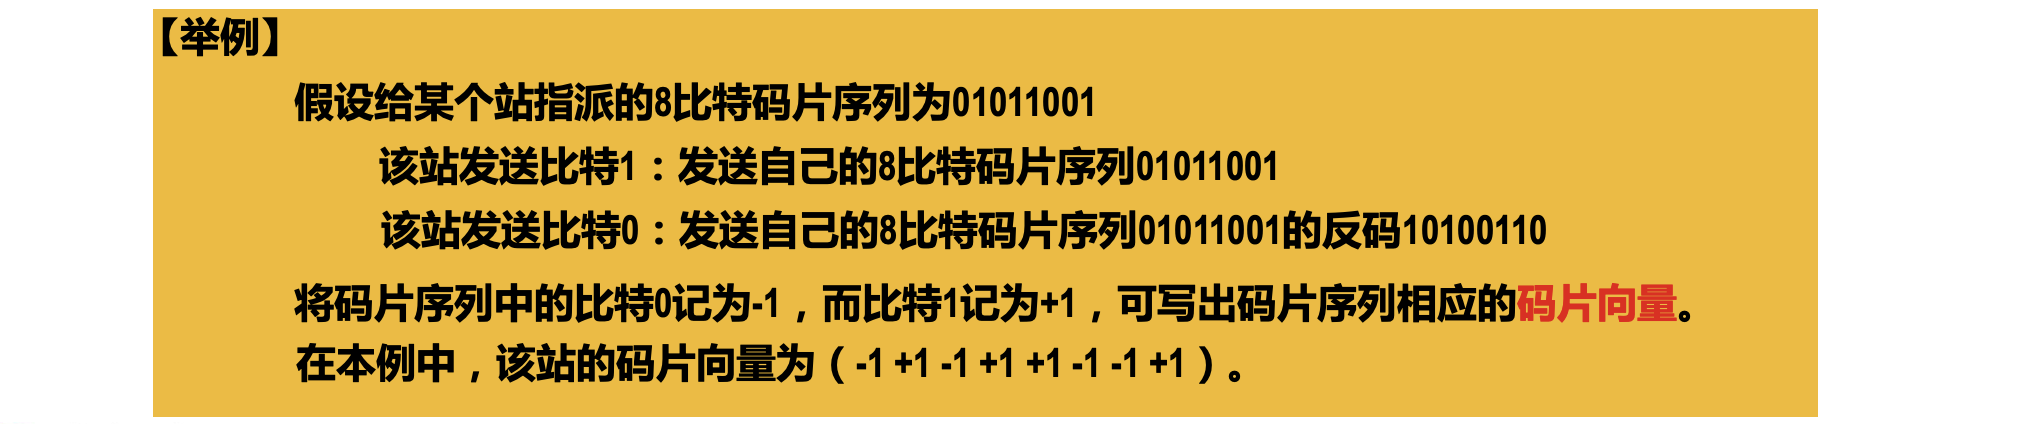 【举例】
假设给某个站指派的8比特码片序列为01011001
该站发送比特1：发送自己的8比特码片序列01011001
该站发送比特0：发送自己的8比特码片序列01011001的反码10100110
将码片序列中的比特0记为-1，而比特1记为+1，可写出码片序列相应的码片向量。
在本例中，该站的码片向量为（-1 +1 -1 +1 +1 -1 -1 +1）。